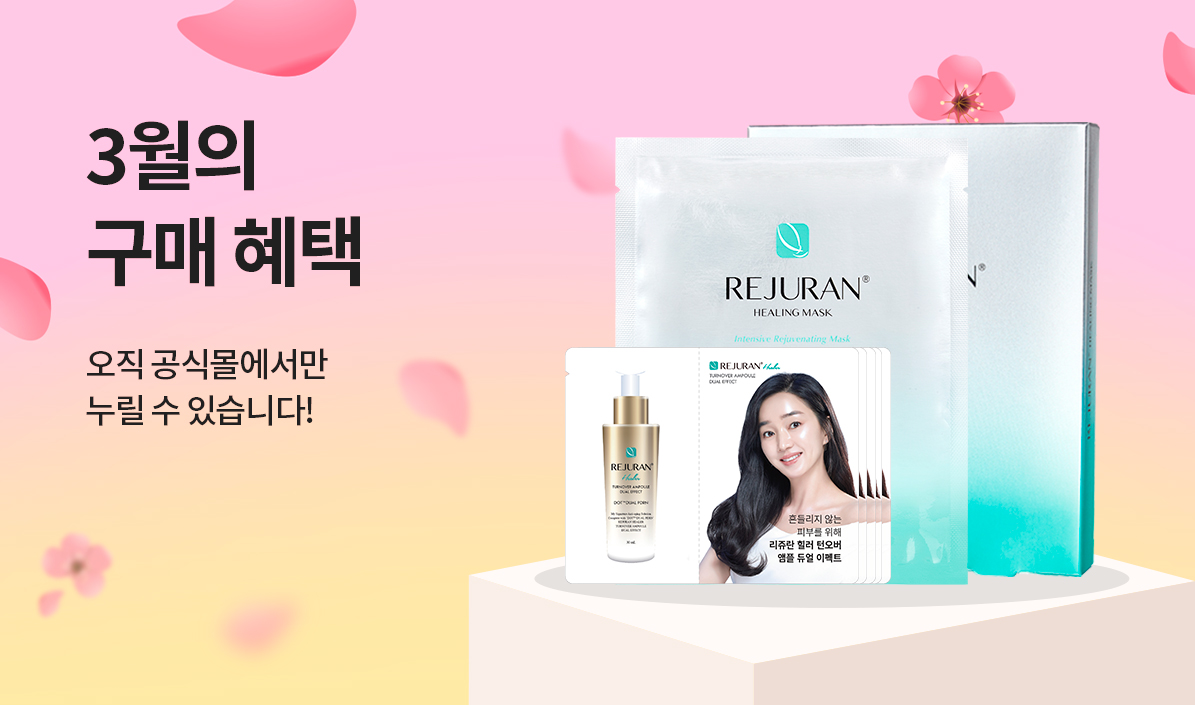 3월의
구매 혜택
오직 공식몰에서만
누릴 수 있습니다!
REJURAN®
HEALING MASK
Intensive Rejuvenating Mask
N®
REJURAN®
Healer
TURNOVER AMPOULE
DUAL EFFECT
DOT™DUAL PDRN
REJURAN® Healer
TURNOVER AMPOULE
DUAL EFFECT
흔들리지 않는
피부를 위해
리쥬란 힐러 턴오버
앰플 듀얼 이펙트